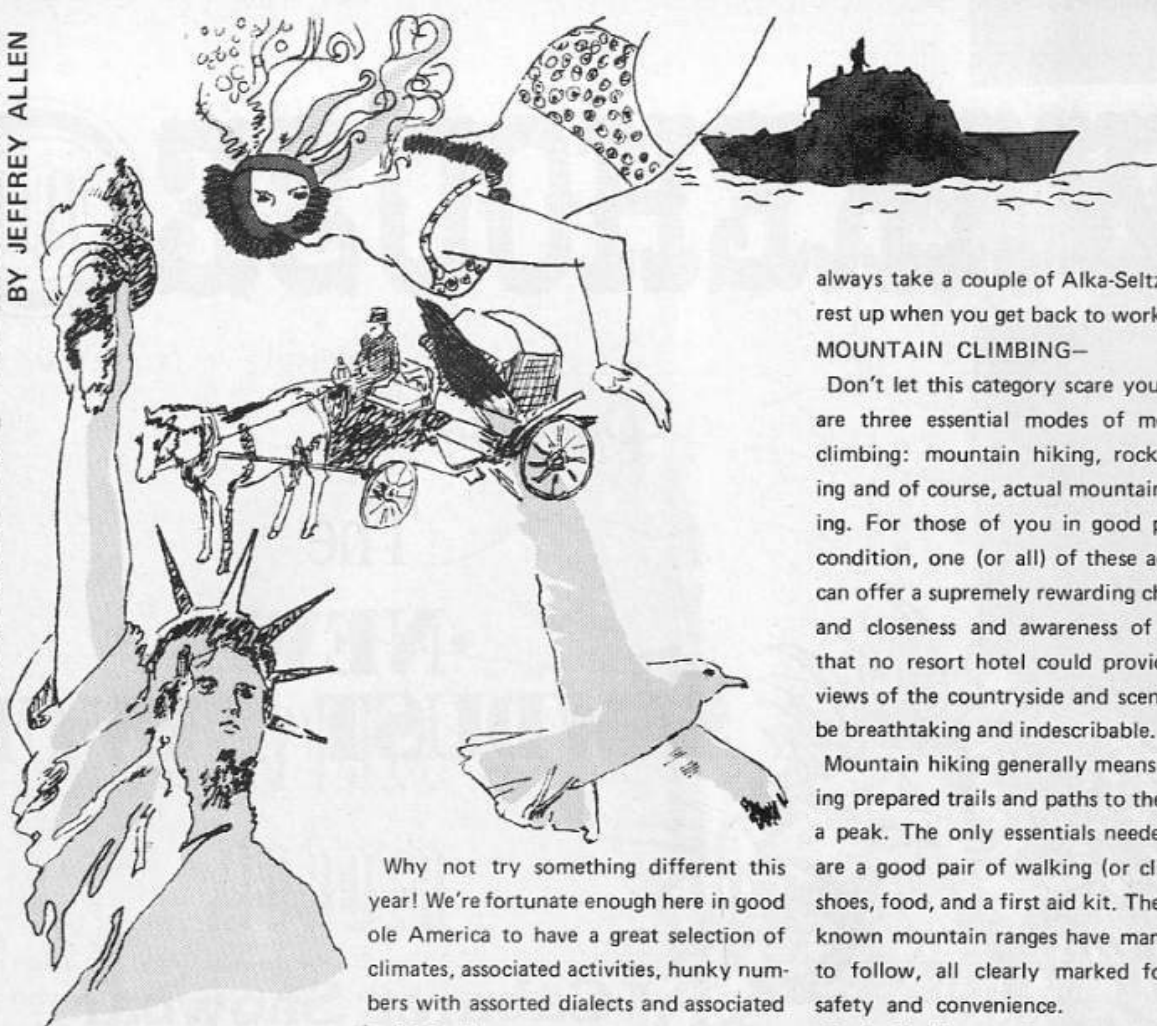 BY JEFFREY ALLEN
Why not try something different this
year! We're fortunate enough here in good
ole America to have a great selection of
climates, associated activities, hunky num-
bers with assorted dialects and associated
always take a couple of Alka-Seltz
rest up when you get back to work
MOUNTAIN CLIMBING—
Don't let this category scare you
are three essential modes of mo
climbing: mountain hiking, rock
ing and of course, actual mountain
ing. For those of you in good p
condition, one (or all) of these a
can offer a supremely rewarding ch
and closeness and awareness of
that no resort hotel could provid
views of the countryside and scen
be breathtaking and indescribable.
Mountain hiking generally means
ing prepared trails and paths to the
a peak. The only essentials neede
are a good pair of walking (or cl
shoes, food, and a first aid kit. The
known mountain ranges have mar
to follow, all clearly marked fo
safety and convenience.